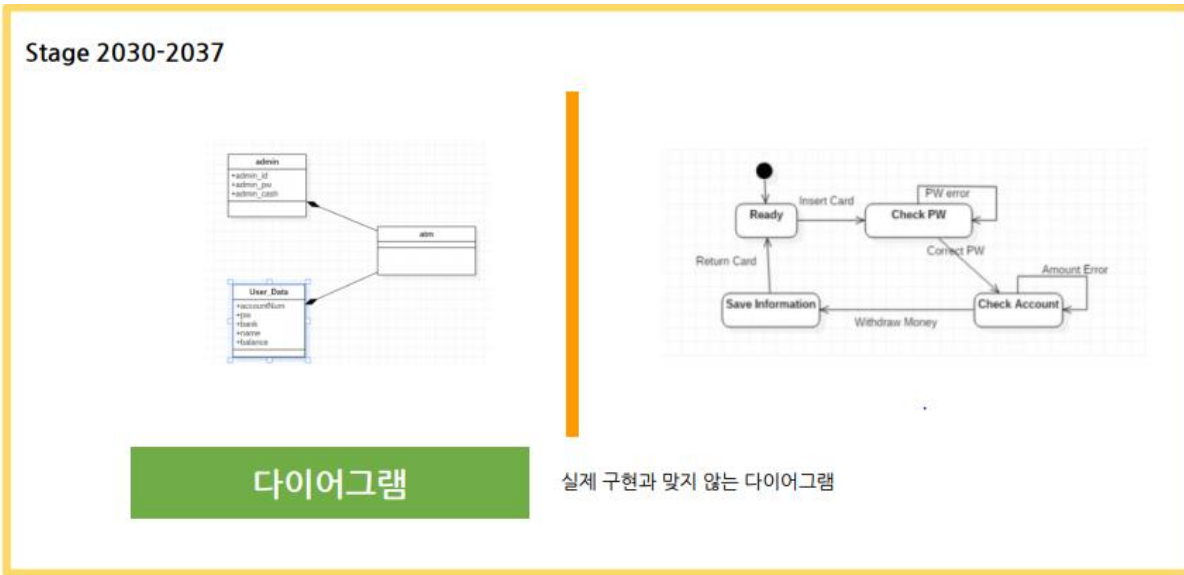 Stage 2030-2037
admin
+admin_id
+admin_pw
+admin_cash
atm
User_Data
+accountNum
+pw
+bank
+name
+balance
Ready
Insert Card
Check PW
PW error
Correct PW
Return Card
Amount Error
Save Information
Check Account
Withdraw Money
다이어그램
실제 구현과 맞지 않는 다이어그램